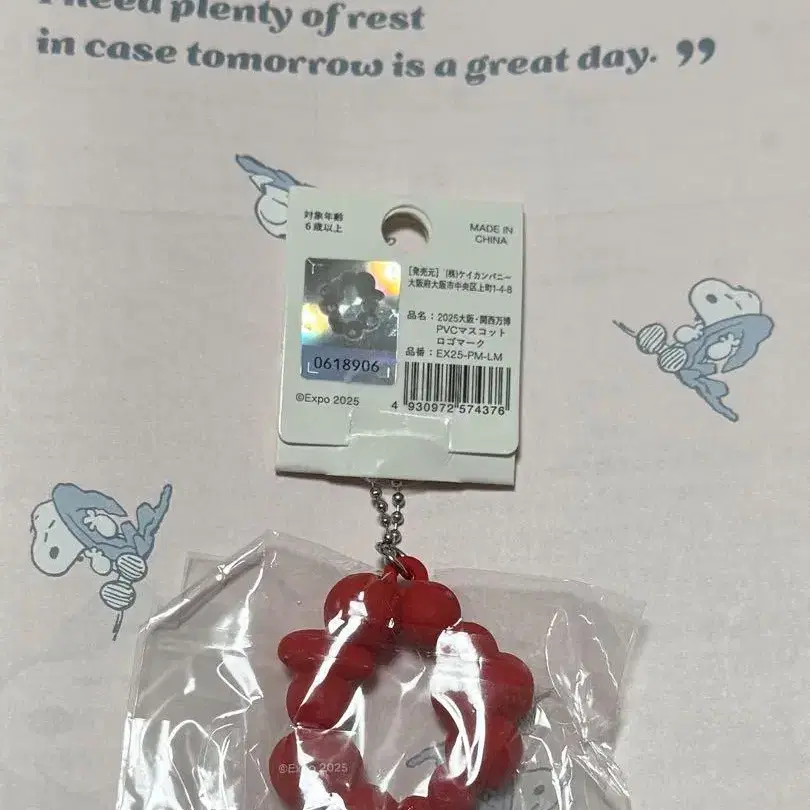 I need plenty of rest
in case tomorrow is a great day. ”
対象年齢
6歳以上
MADE IN
CHINA
[発売元] (株)ケイカンパニー
大阪府大阪市中央区上町1-4-8
品名：2025大阪・関西万博
PVCマスコット
ロゴマーク
品番：EX25-PM-LM
0618906
©Expo 2025
4 930972 574376
©Expo 2025